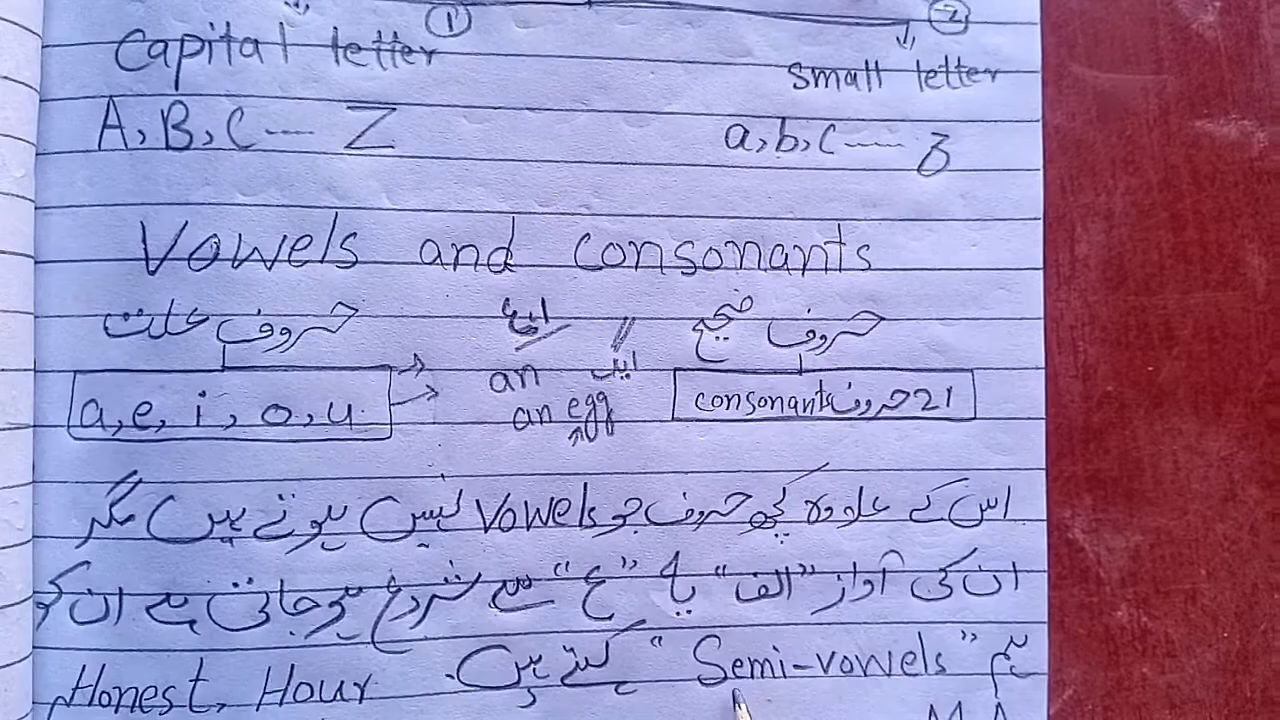 ① ②
Capital letter small letter
A, B, C ---- Z a, b, c ---- z
Vowels and consonants
حروف علت حروف صحیح
a, e, i, o, u. an ایک consonants 21 حروف
an egg
اس کے علاوہ کچھ حروف جو Vowels نہیں ہوتے ہیں مگر
ان کی آواز "الف" یا "ع" سے شروع ہو جاتی ہے ان کو
ہم "Semi-vowels" کہتے ہیں۔ Honest, Hour
M, A